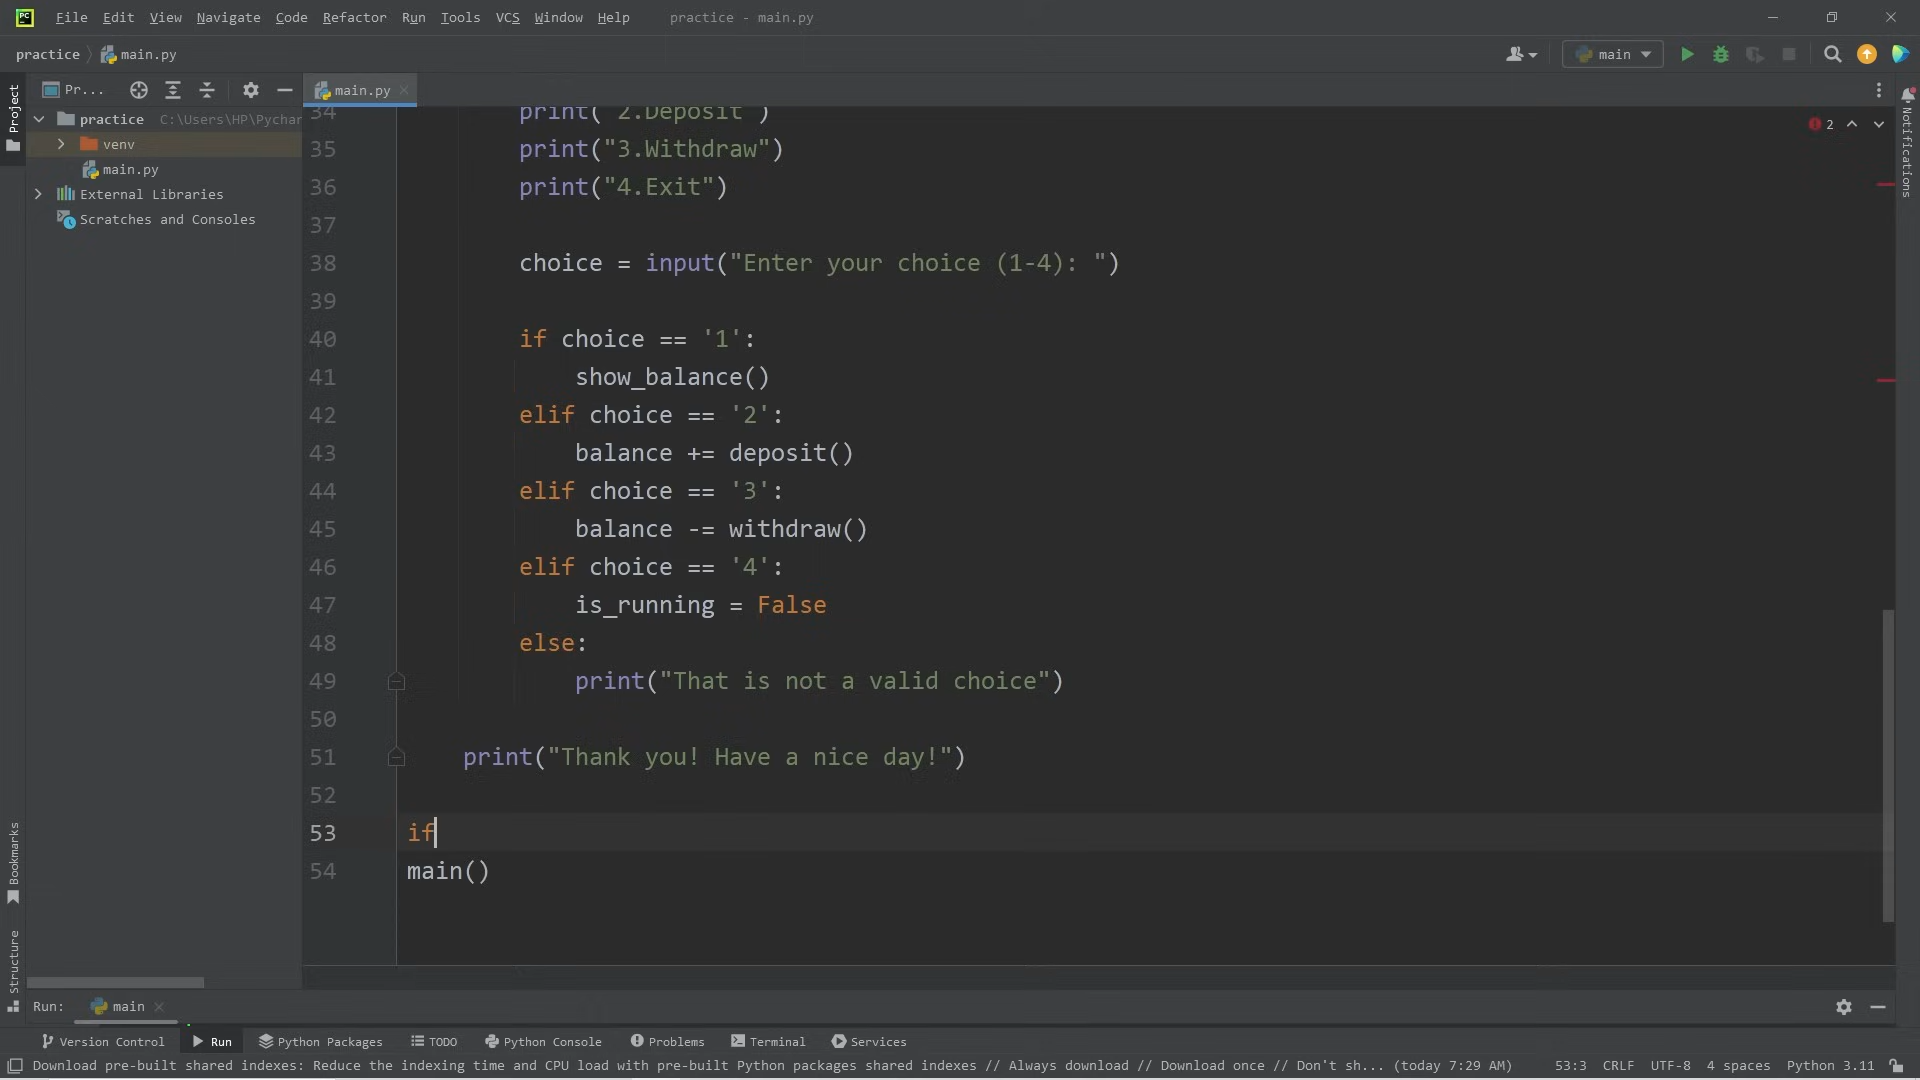 File Edit View Navigate Code Refactor Run Tools VCS Window Help practice - main.py
practice main.py main
Pr... main.py
Project
practice C:\Users\HP\Pychar
venv
main.py
External Libraries
Scratches and Consoles
34 print("2.Deposit")
35 print("3.Withdraw")
36 print("4.Exit")
37
38 choice = input("Enter your choice (1-4): ")
39
40 if choice == '1':
41 show_balance()
42 elif choice == '2':
43 balance += deposit()
44 elif choice == '3':
45 balance -= withdraw()
46 elif choice == '4':
47 is_running = False
48 else:
49 print("That is not a valid choice")
50
51 print("Thank you! Have a nice day!")
52
53 if
54 main()
2
Notifications
Bookmarks
Structure
Run: main
Version Control Run Python Packages TODO Python Console Problems Terminal Services
Download pre-built shared indexes: Reduce the indexing time and CPU load with pre-built Python packages shared indexes // Always download // Download once // Don't sh... (today 7:29 AM) 53:3 CRLF UTF-8 4 spaces Python 3.11